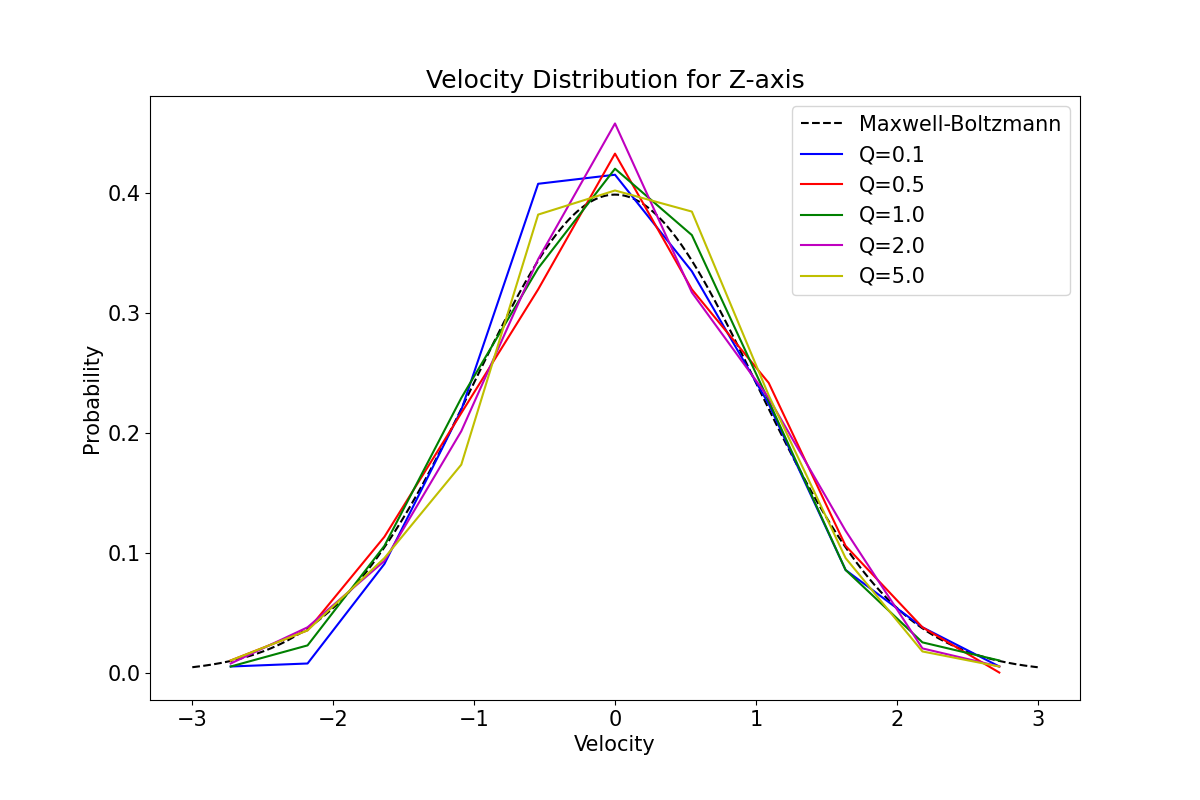 Velocity Distribution for Z-axis
Maxwell-Boltzmann
Q=0.1
Q=0.5
Q=1.0
Q=2.0
Q=5.0
Probability
0.4
0.3
0.2
0.1
0.0
−3 −2 −1 0 1 2 3
Velocity